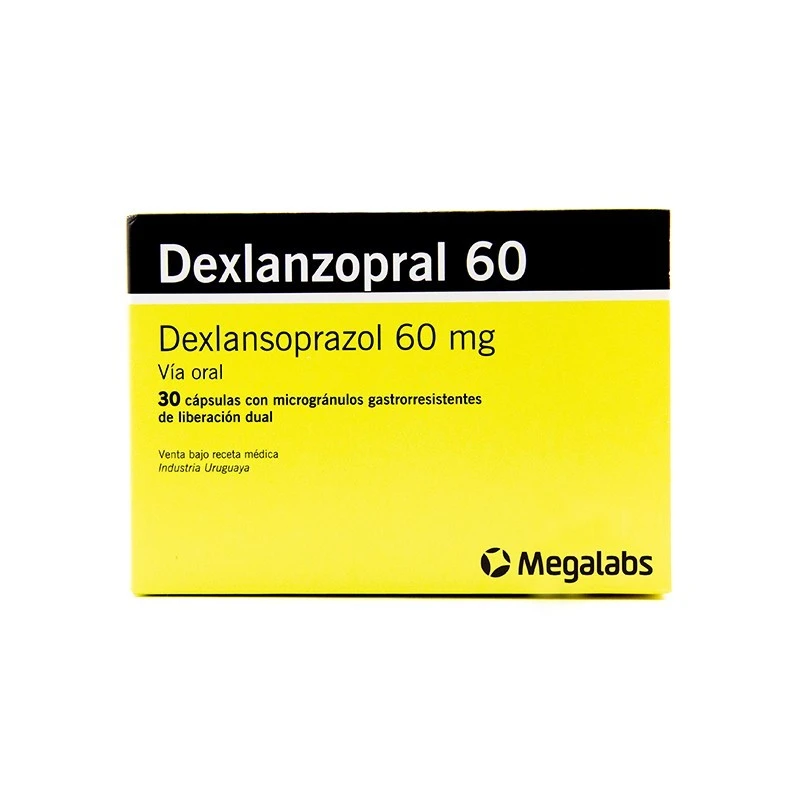 Dexlanzopral 60
Dexlansoprazol 60 mg
Vía oral
30 cápsulas con microgránulos gastrorresistentes
de liberación dual
Venta bajo receta médica
Industria Uruguaya
Megalabs